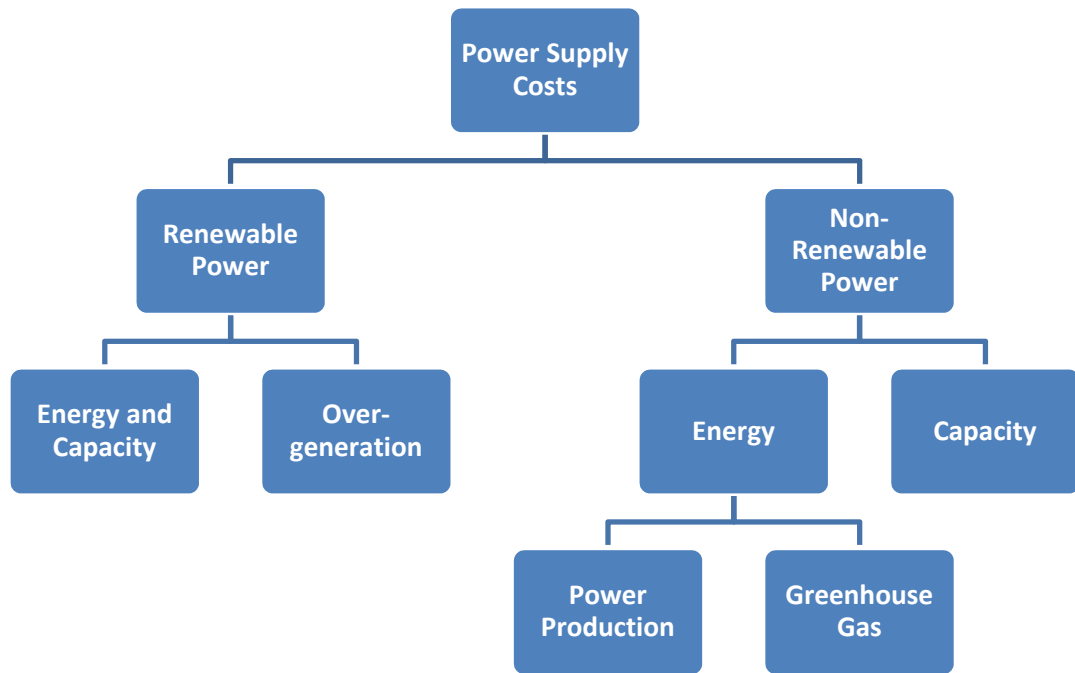 Power Supply
Costs
Renewable
Power
Non-
Renewable
Power
Energy and
Capacity
Over-
generation
Energy
Capacity
Power
Production
Greenhouse
Gas